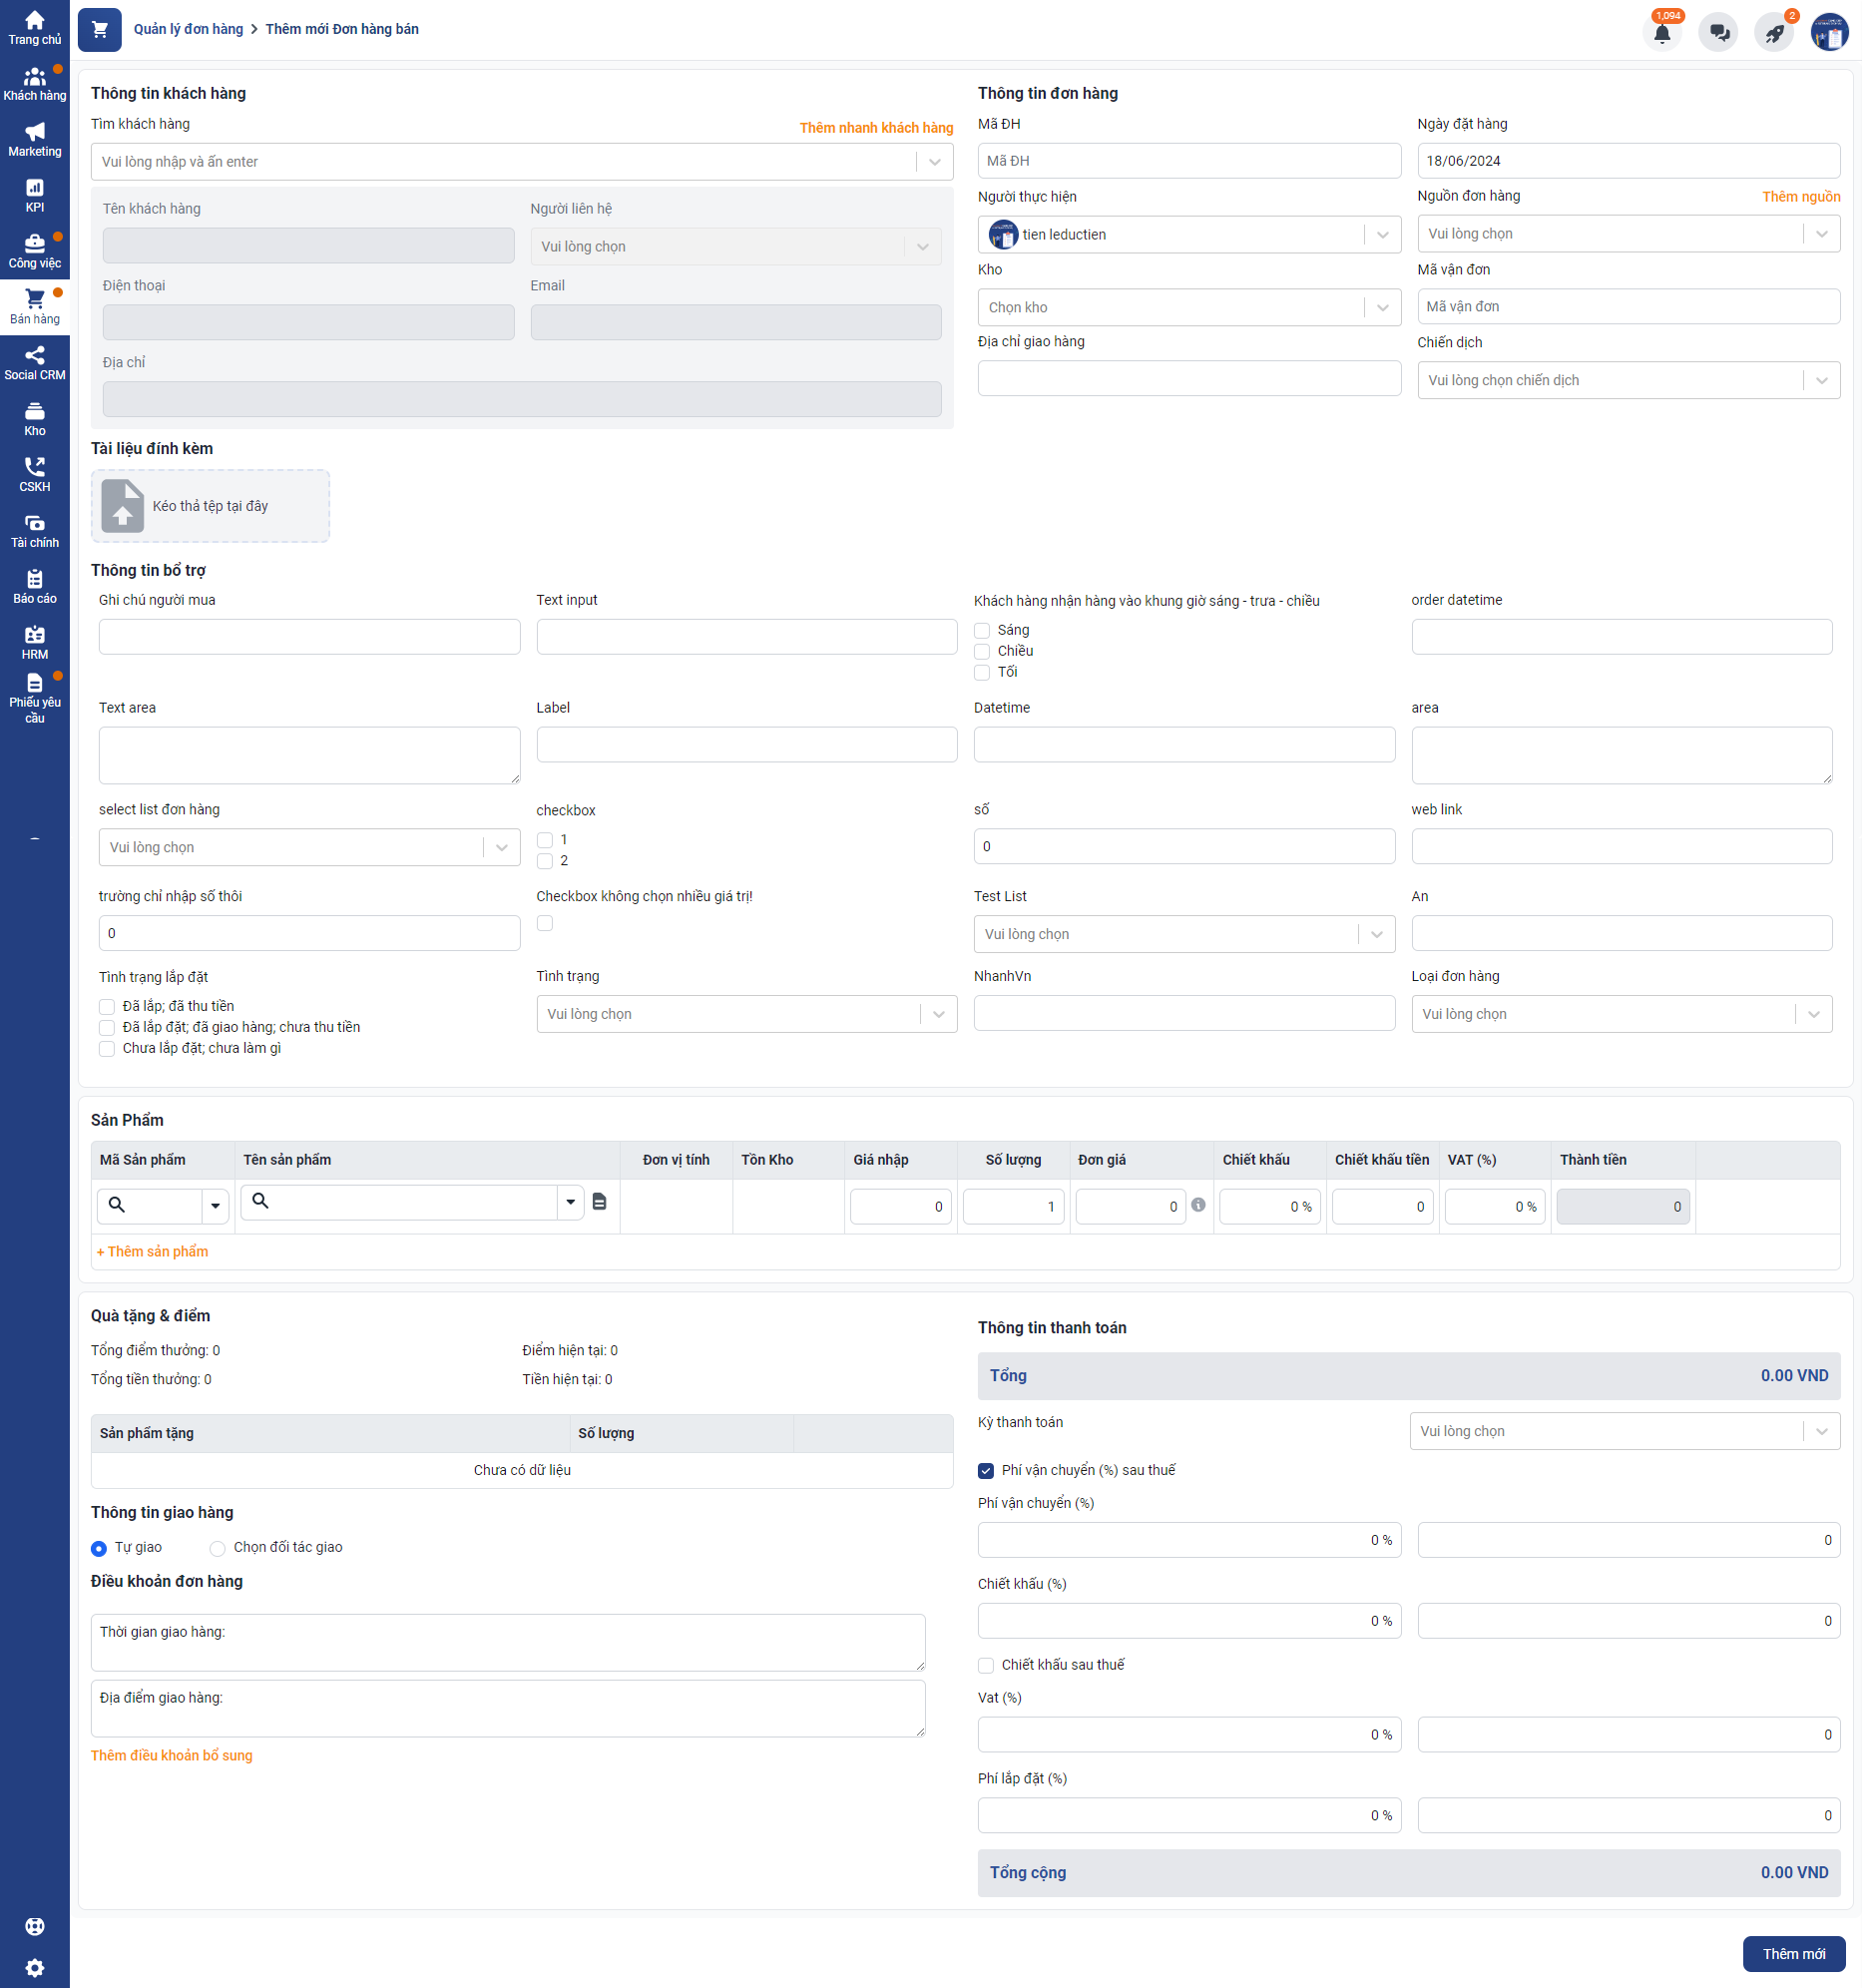 Trang chủ
Khách hàng
Marketing
KPI
Công việc
Bán hàng
Social CRM
Kho
CSKH
Tài chính
Báo cáo
HRM
Phiếu yêu
cầu
Quản lý đơn hàng > Thêm mới Đơn hàng bán
1,094
2
Thông tin khách hàng
Tìm khách hàng
Thêm nhanh khách hàng
Vui lòng nhập và ấn enter
Tên khách hàng
Người liên hệ
Vui lòng chọn
Điện thoại
Email
Địa chỉ
Thông tin đơn hàng
Mã ĐH
Ngày đặt hàng
Mã ĐH
18/06/2024
Người thực hiện
Nguồn đơn hàng
Thêm nguồn
tien leductien
Vui lòng chọn
Kho
Mã vận đơn
Chọn kho
Mã vận đơn
Địa chỉ giao hàng
Chiến dịch
Vui lòng chọn chiến dịch
Tài liệu đính kèm
Kéo thả tệp tại đây
Thông tin bổ trợ
Ghi chú người mua
Text input
Khách hàng nhận hàng vào khung giờ sáng - trưa - chiều
Sáng
Chiều
Tối
order datetime
Text area
Label
Datetime
area
select list đơn hàng
Vui lòng chọn
checkbox
1
2
số
0
web link
trường chỉ nhập số thôi
0
Checkbox không chọn nhiều giá trị!
Test List
Vui lòng chọn
An
Tình trạng lắp đặt
Đã lắp; đã thu tiền
Đã lắp đặt; đã giao hàng; chưa thu tiền
Chưa lắp đặt; chưa làm gì
Tình trạng
Vui lòng chọn
NhanhVn
Loại đơn hàng
Vui lòng chọn
Sản Phẩm
Mã Sản phẩm Tên sản phẩm Đơn vị tính Tồn Kho Giá nhập Số lượng Đơn giá Chiết khấu Chiết khấu tiền VAT (%) Thành tiền
0 1 0 0 % 0 0 % 0
+ Thêm sản phẩm
Quà tặng & điểm
Tổng điểm thưởng: 0
Điểm hiện tại: 0
Tổng tiền thưởng: 0
Tiền hiện tại: 0
Sản phẩm tặng Số lượng
Chưa có dữ liệu
Thông tin giao hàng
Tự giao
Chọn đối tác giao
Điều khoản đơn hàng
Thời gian giao hàng:
Địa điểm giao hàng:
Thêm điều khoản bổ sung
Thông tin thanh toán
Tổng 0.00 VND
Kỳ thanh toán
Vui lòng chọn
Phí vận chuyển (%) sau thuế
Phí vận chuyển (%)
0 % 0
Chiết khấu (%)
0 % 0
Chiết khấu sau thuế
Vat (%)
0 % 0
Phí lắp đặt (%)
0 % 0
Tổng cộng 0.00 VND
Thêm mới